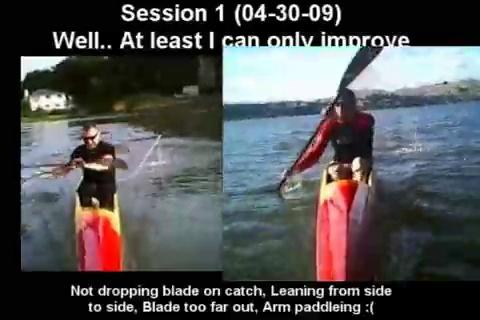 Session 1 (04-30-09)
Well.. At least I can only improve
Not dropping blade on catch, Leaning from side
to side, Blade too far out, Arm paddleing :(